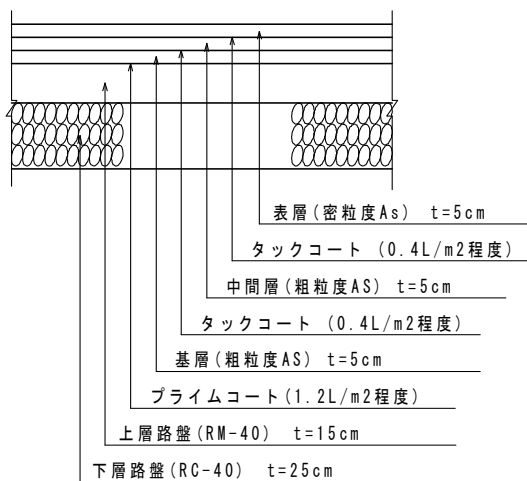 表層(密粒度As) t=5cm
タックコート (0.4L/m2程度)
中間層(粗粒度AS) t=5cm
タックコート (0.4L/m2程度)
基層(粗粒度AS) t=5cm
プライムコート(1.2L/m2程度)
上層路盤(RM-40) t=15cm
下層路盤(RC-40) t=25cm